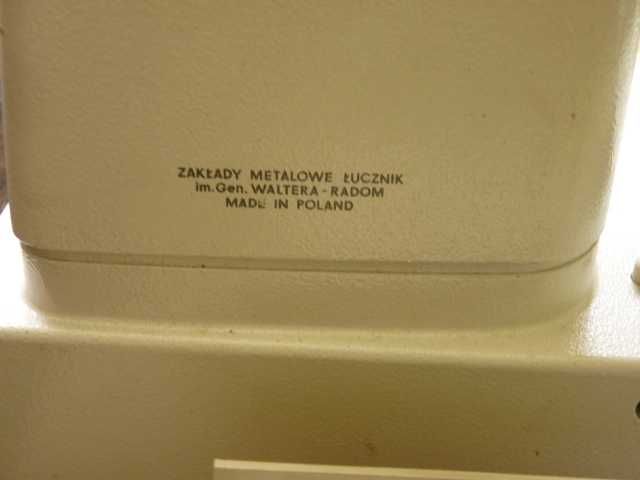 ZAKŁADY METALOWE ŁUCZNIK
im.Gen. WALTERA - RADOM
MADE IN POLAND